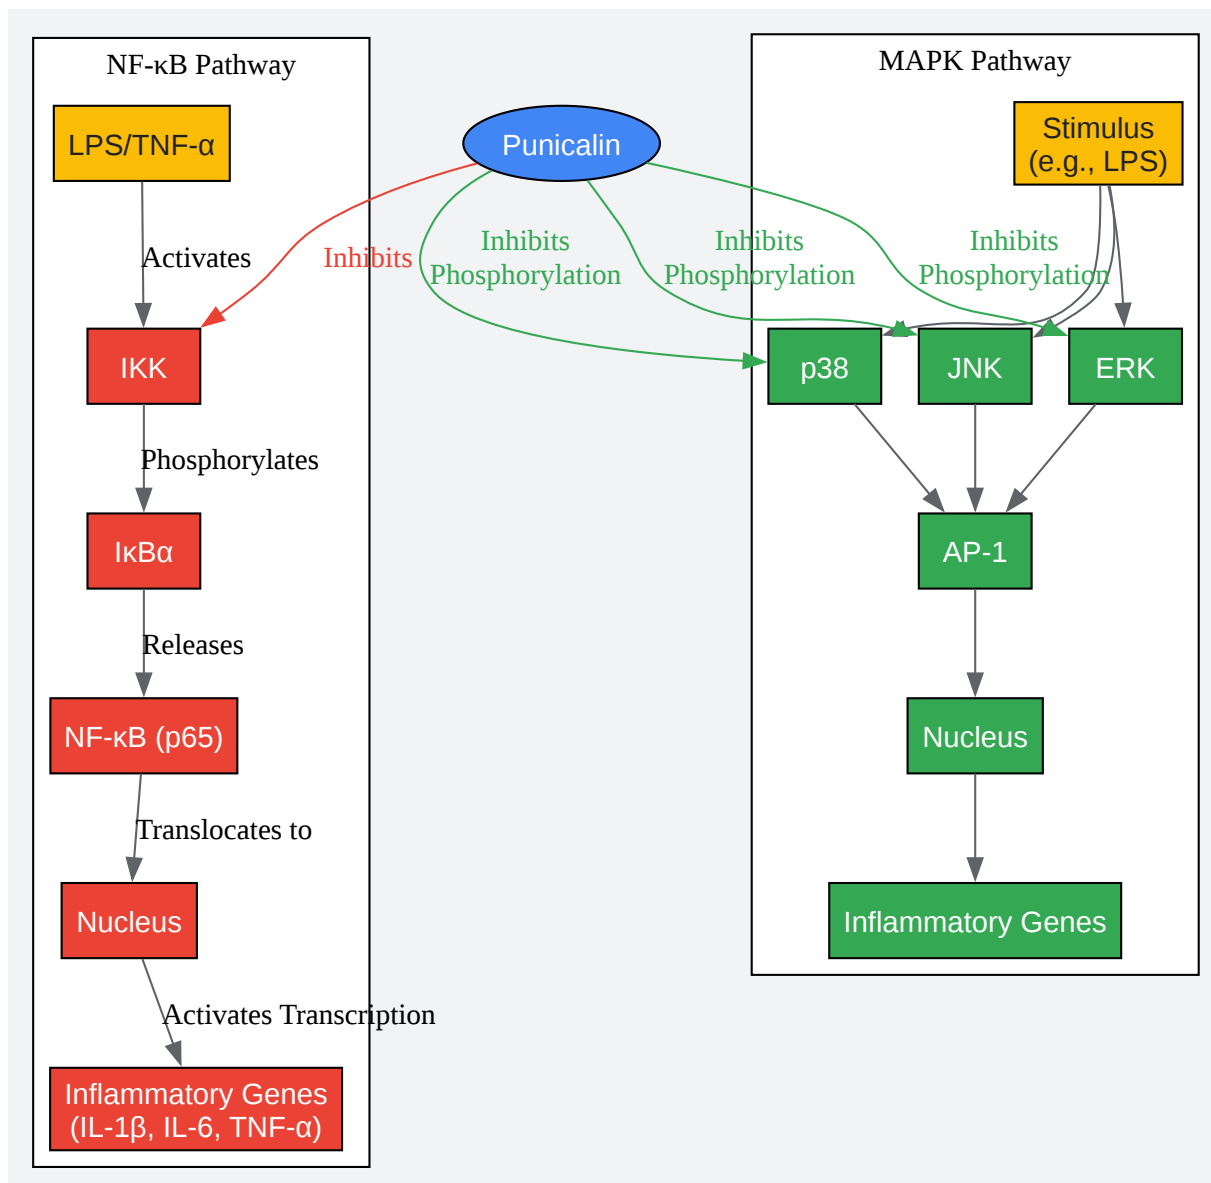 NF-κB Pathway
LPS/TNF-α
Activates
IKK
Phosphorylates
IκBα
Releases
NF-κB (p65)
Translocates to
Nucleus
Activates Transcription
Inflammatory Genes
(IL-1β, IL-6, TNF-α)
Punicalin
Inhibits
Inhibits
Phosphorylation
Inhibits
Phosphorylation
Inhibits
Phosphorylation
MAPK Pathway
Stimulus
(e.g., LPS)
p38
JNK
ERK
AP-1
Nucleus
Inflammatory Genes